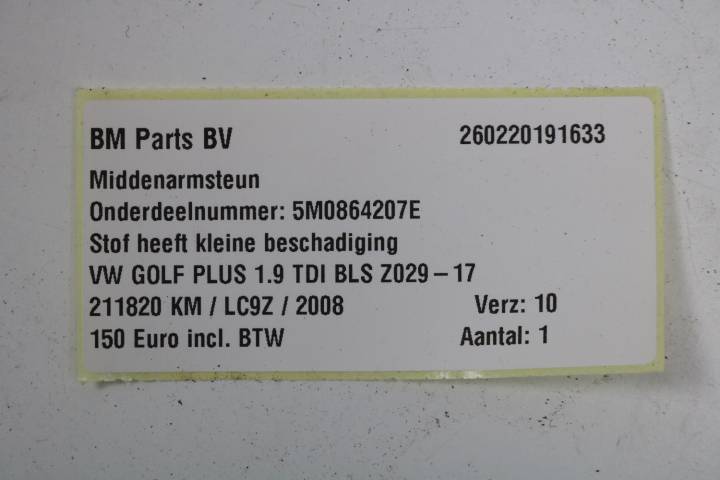 BM Parts BV 260220191633
Middenarmsteun
Onderdeelnummer: 5M0864207E
Stof heeft kleine beschadiging
VW GOLF PLUS 1.9 TDI BLS Z029 – 17
211820 KM / LC9Z / 2008 Verz: 10
150 Euro incl. BTW Aantal: 1